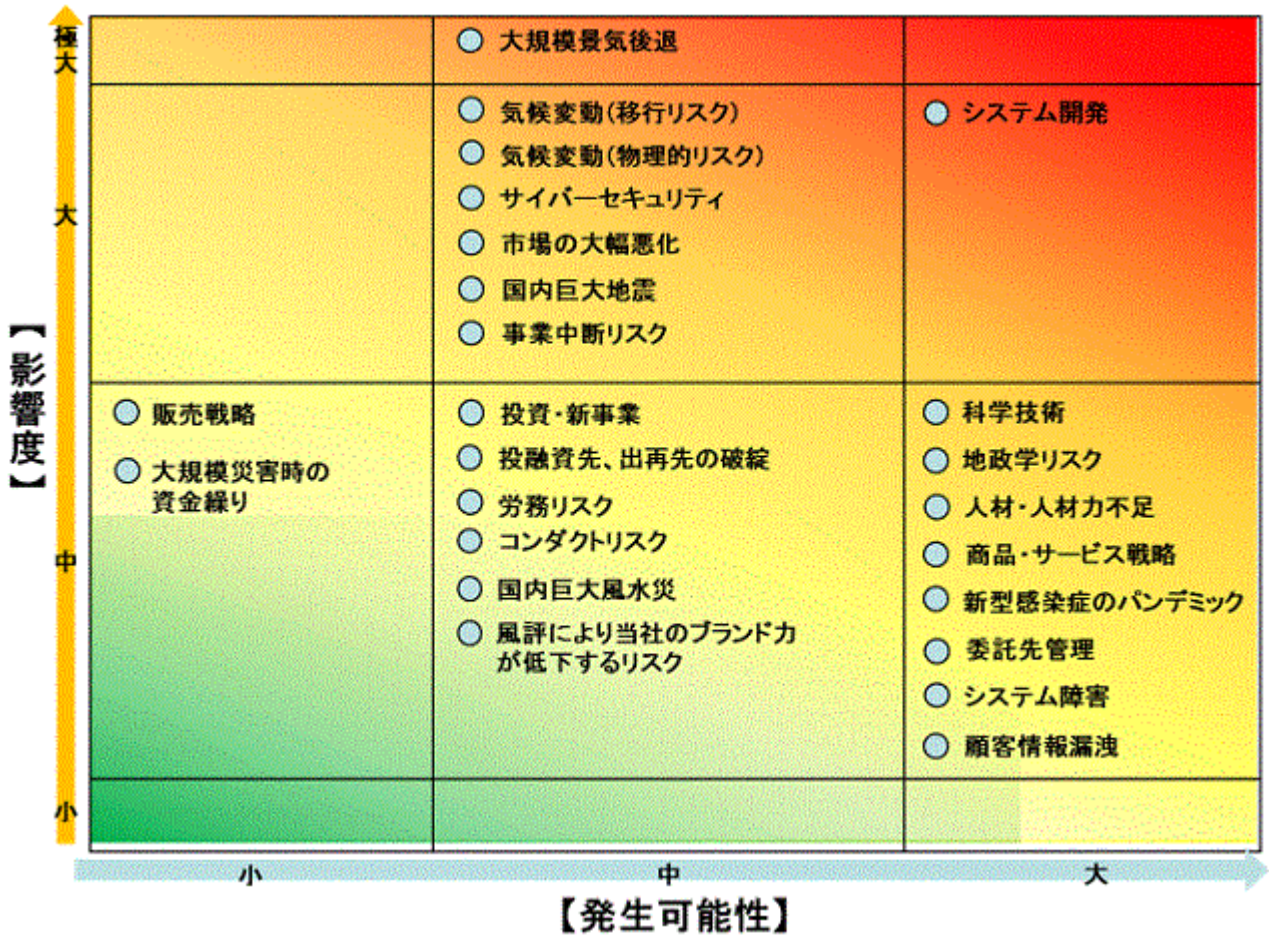 【影響度】
極大
大
中
小
大規模景気後退
気候変動(移行リスク)
気候変動(物理的リスク)
サイバーセキュリティ
市場の大幅悪化
国内巨大地震
事業中断リスク
システム開発
販売戦略
大規模災害時の
資金繰り
投資・新事業
投融資先、出再先の破綻
労務リスク
コンダクトリスク
国内巨大風水災
風評により当社のブランド力
が低下するリスク
科学技術
地政学リスク
人材・人材力不足
商品・サービス戦略
新型感染症のパンデミック
委託先管理
システム障害
顧客情報漏洩
小
中
大
【発生可能性】